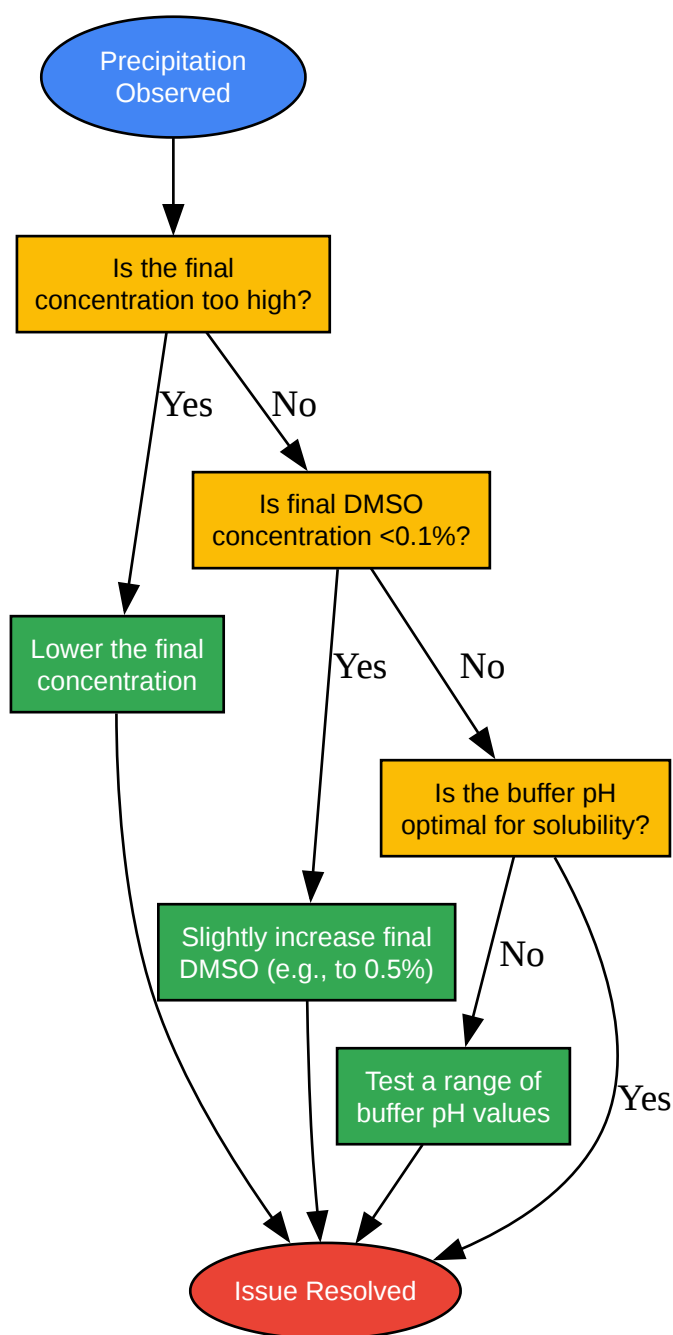 Precipitation
Observed
Is the final
concentration too high?
Yes
No
Is final DMSO
concentration <0.1%?
Lower the final
concentration
Yes
No
Is the buffer pH
optimal for solubility?
Slightly increase final
DMSO (e.g., to 0.5%)
No
Test a range of
buffer pH values
Yes
Issue Resolved